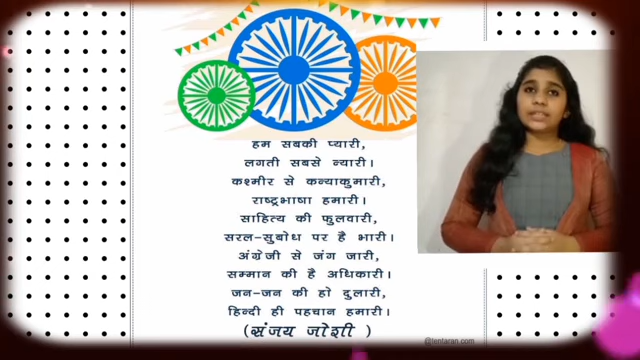 हम सबकी प्यारी,
लगती सबसे न्यारी।
कश्मीर से कन्याकुमारी,
राष्ट्रभाषा हमारी।
साहित्य की फुलवारी,
सरल-सुबोध पर है भारी।
अंग्रेजी से जंग जारी,
सम्मान की है अधिकारी।
जन-जन की हो दुलारी,
हिन्दी ही पहचान हमारी।
(संजय जोशी )
@tentaran.com